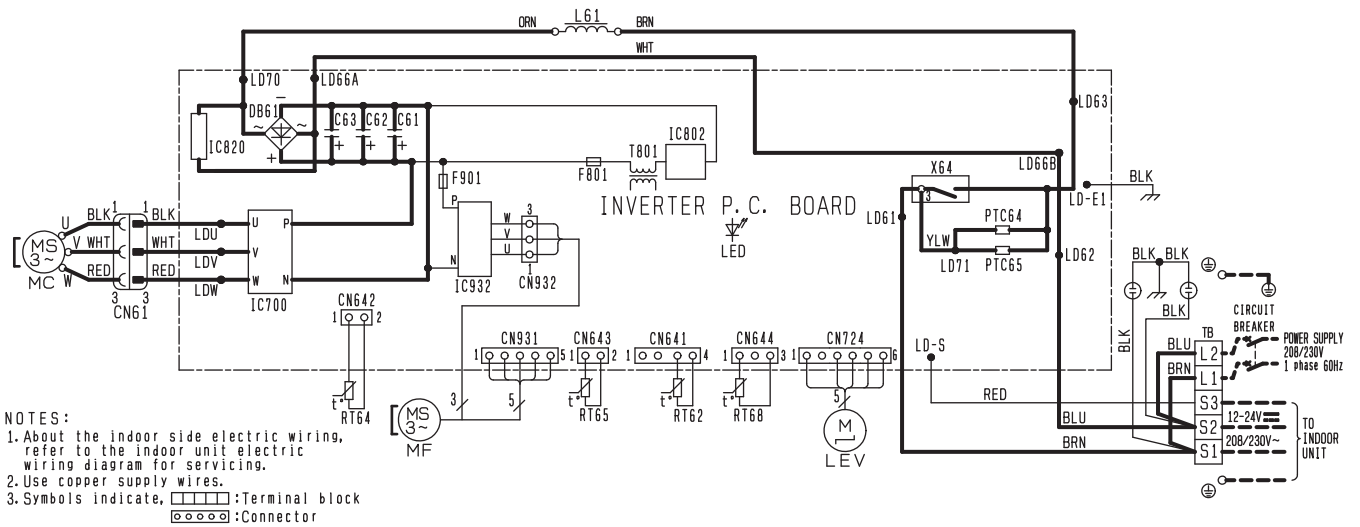 ORN L61 BRN
WHT
LD70 LD66A
DB61 − C63 C62 C61
~ ~
IC820
+ + + +
LD63
IC802
T801
F801
F901
X64
3
LD66B
BLK
LD-E1
INVERTER P.C. BOARD
LED
LD61
PTC64
YLW
LD71 PTC65
LD62
U BLK 1 1 BLK LDU U P
MS 3~ V WHT WHT LDV V
MC W RED 3 3 RED LDW W N
CN61
IC700
P W 3
V
N U 1
IC932 CN932
BLK BLK
BLK
BLK
CIRCUIT
BREAKER
POWER SUPPLY
208/230V
1 phase 60Hz
TB
BLU L2
BRN L1
S3
S2 12-24V
S1 208/230V~
TO
INDOOR
UNIT
CN642
1 2
t°
RT64
CN931
1 5
3 5
MS
3~
MF
CN643
1 2
t°
RT65
CN641
1 4
t°
RT62
CN644
1 3
t°
RT68
CN724
1 6
5
M
LEV
LD-S
RED
BLU
BRN
NOTES:
1. About the indoor side electric wiring,
refer to the indoor unit electric
wiring diagram for servicing.
2. Use copper supply wires.
3. Symbols indicate, :Terminal block
:Connector